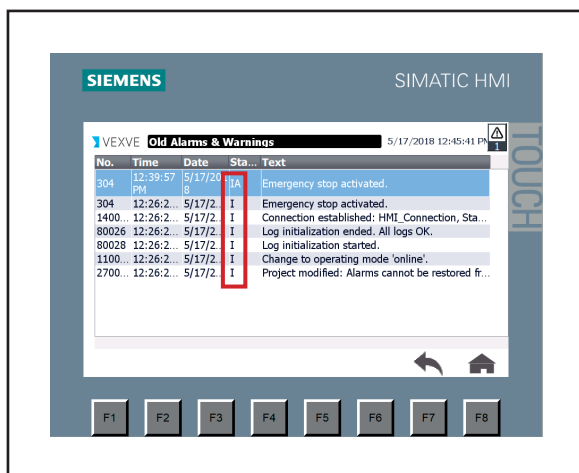 SIEMENS SIMATIC HMI
TOUCH
VEXVE Old Alarms & Warnings 5/17/2018 12:45:41 PM
1
No. Time Date Sta... Text
304 12:39:57 PM 5/17/2018 IA Emergency stop activated.
304 12:26:2... 5/17/2... I Emergency stop activated.
1400... 12:26:2... 5/17/2... I Connection established: HMI_Connection, Sta...
80026 12:26:2... 5/17/2... I Log initialization ended. All logs OK.
80028 12:26:2... 5/17/2... I Log initialization started.
1100... 12:26:2... 5/17/2... I Change to operating mode 'online'.
2700... 12:26:2... 5/17/2... I Project modified: Alarms cannot be restored fr...
F1 F2 F3 F4 F5 F6 F7 F8